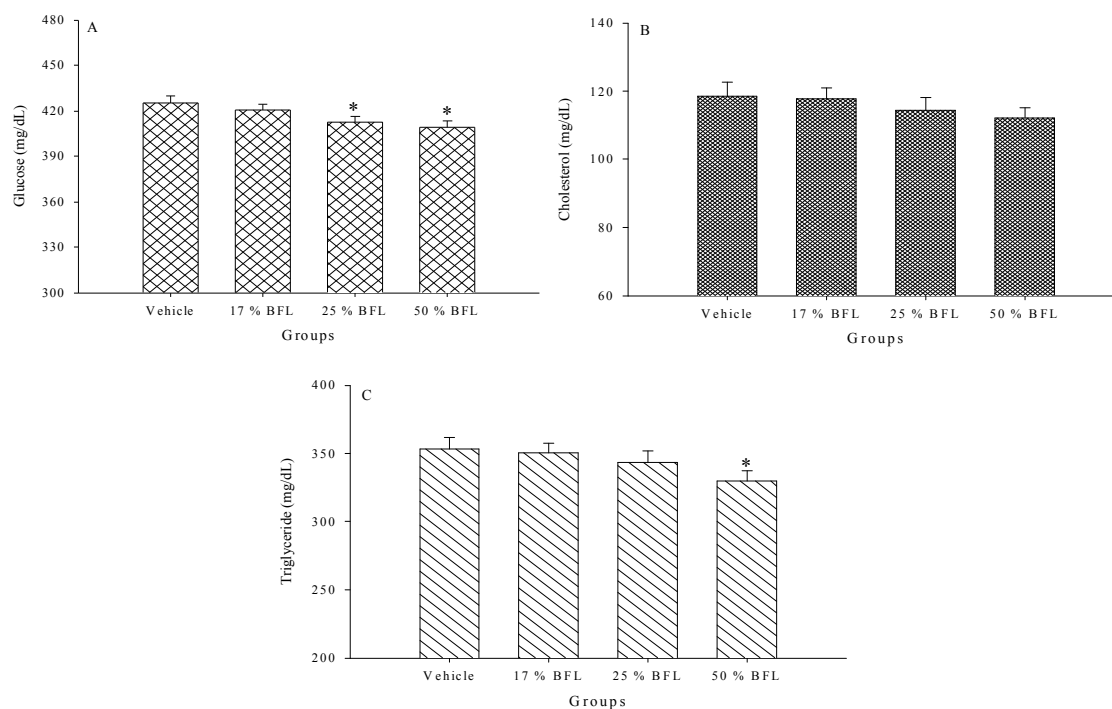 A
Glucose (mg/dL)
480
450
420
390
360
330
300
*
*
Vehicle 17 % BFL 25 % BFL 50 % BFL
Groups
B
Cholesterol (mg/dL)
140
120
100
80
60
Vehicle 17 % BFL 25 % BFL 50 % BFL
Groups
C
Triglyceride (mg/dL)
400
350
300
250
200
*
Vehicle 17 % BFL 25 % BFL 50 % BFL
Groups